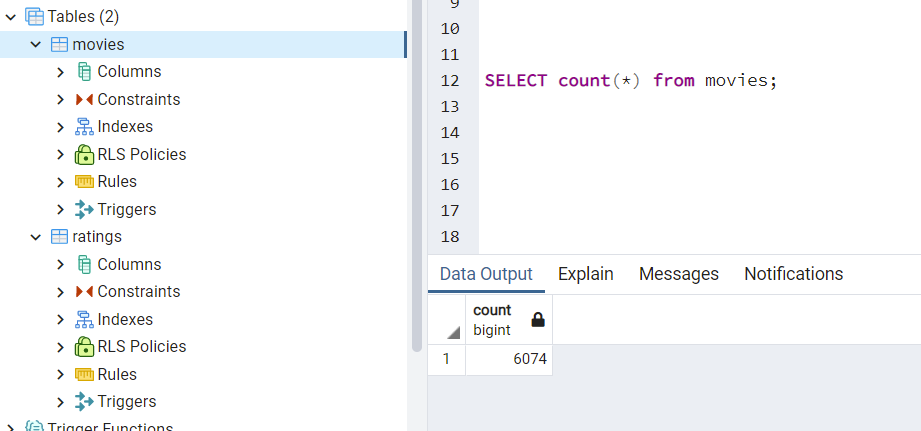 Tables (2)
movies
Columns
Constraints
Indexes
RLS Policies
Rules
Triggers
ratings
Columns
Constraints
Indexes
RLS Policies
Rules
Triggers
Trigger Functions
9
10
11
12 SELECT count(*) from movies;
13
14
15
16
17
18
Data Output Explain Messages Notifications
count
bigint
1 6074